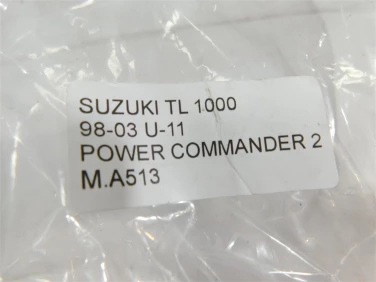 SUZUKI TL 1000
98-03 U-11
POWER COMMANDER 2
M.A513